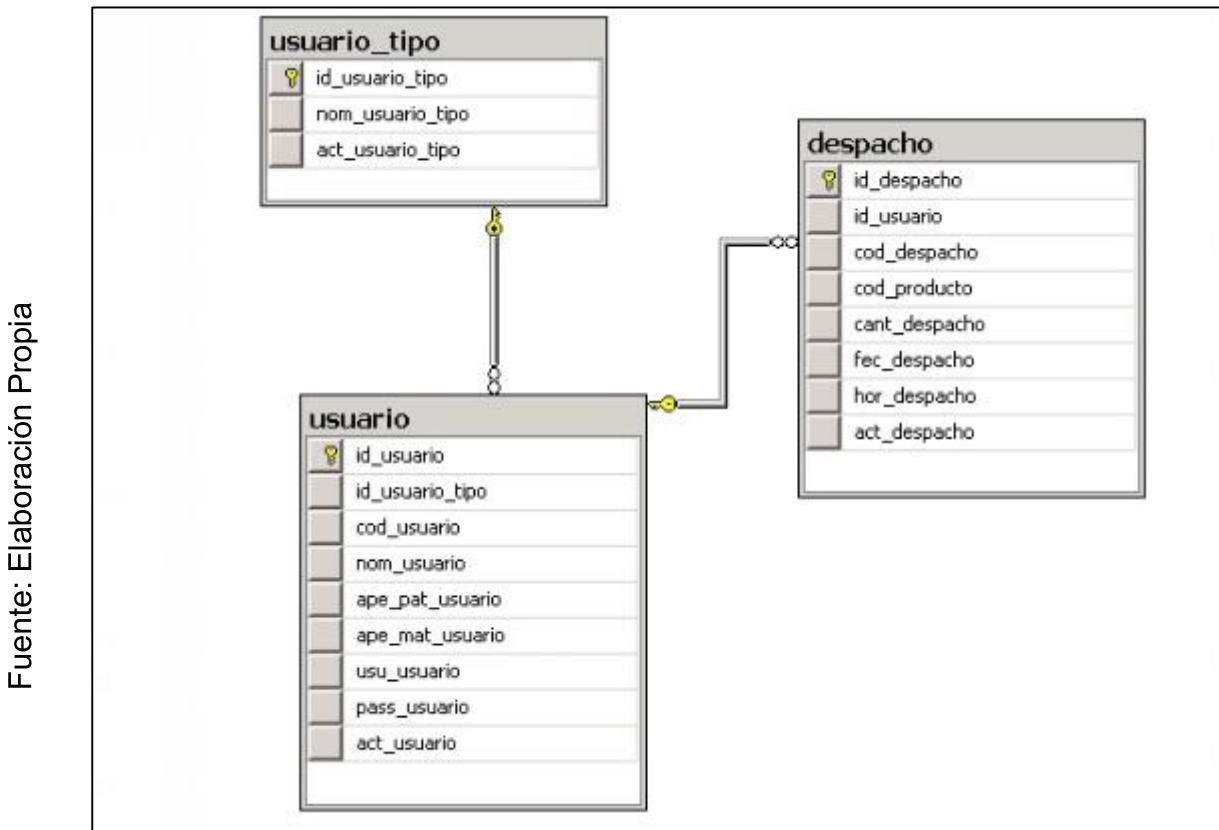 Fuente: Elaboración Propia
usuario_tipo
id_usuario_tipo
nom_usuario_tipo
act_usuario_tipo
despacho
id_despacho
id_usuario
cod_despacho
cod_producto
cant_despacho
fec_despacho
hor_despacho
act_despacho
usuario
id_usuario
id_usuario_tipo
cod_usuario
nom_usuario
ape_pat_usuario
ape_mat_usuario
usu_usuario
pass_usuario
act_usuario